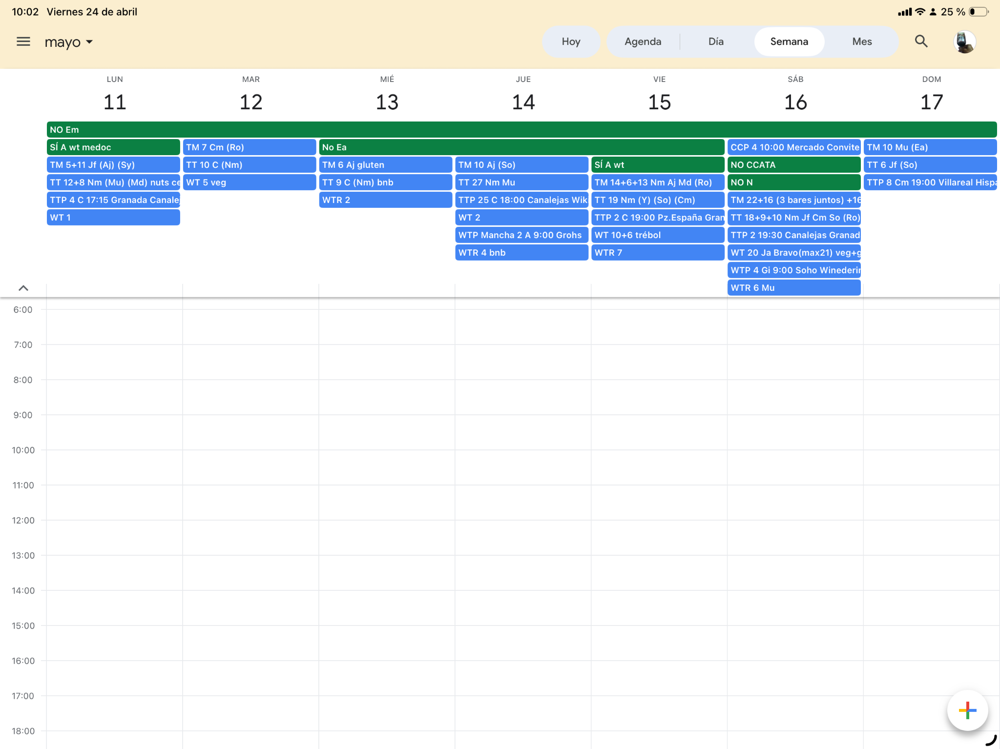 10:02 Viernes 24 de abril 25 %
mayo Hoy Agenda Día Semana Mes
LUN MAR MIÉ JUE VIE SÁB DOM
11 12 13 14 15 16 17
NO Em
SÍ A wt medoc
TM 5+11 Jf (Aj) (Sy)
TT 12+8 Nm (Mu) (Md) nuts ce
TTP 4 C 17:15 Granada Canalej
WT 1
TM 7 Cm (Ro)
TT 10 C (Nm)
WT 5 veg
No Ea
TM 6 Aj gluten
TT 9 C (Nm) bnb
WTR 2
TM 10 Aj (So)
TT 27 Nm Mu
TTP 25 C 18:00 Canalejas Wik
WT 2
WTP Mancha 2 A 9:00 Grohs
WTR 4 bnb
SÍ A wt
TM 14+6+13 Nm Aj Md (Ro)
TT 19 Nm (Y) (So) (Cm)
TTP 2 C 19:00 Pz.España Gran
WT 10+6 trébol
WTR 7
CCP 4 10:00 Mercado Convite
NO CCATA
NO N
TM 22+16 (3 bares juntos) +16
TT 18+9+10 Nm Jf Cm So (Ro)
TTP 2 19:30 Canalejas Granad
WT 20 Ja Bravo(max21) veg+g
WTP 4 Gi 9:00 Soho Winederin
WTR 6 Mu
TM 10 Mu (Ea)
TT 6 Jf (So)
TTP 8 Cm 19:00 Villareal Hispa
6:00
7:00
8:00
9:00
10:00
11:00
12:00
13:00
14:00
15:00
16:00
17:00
18:00